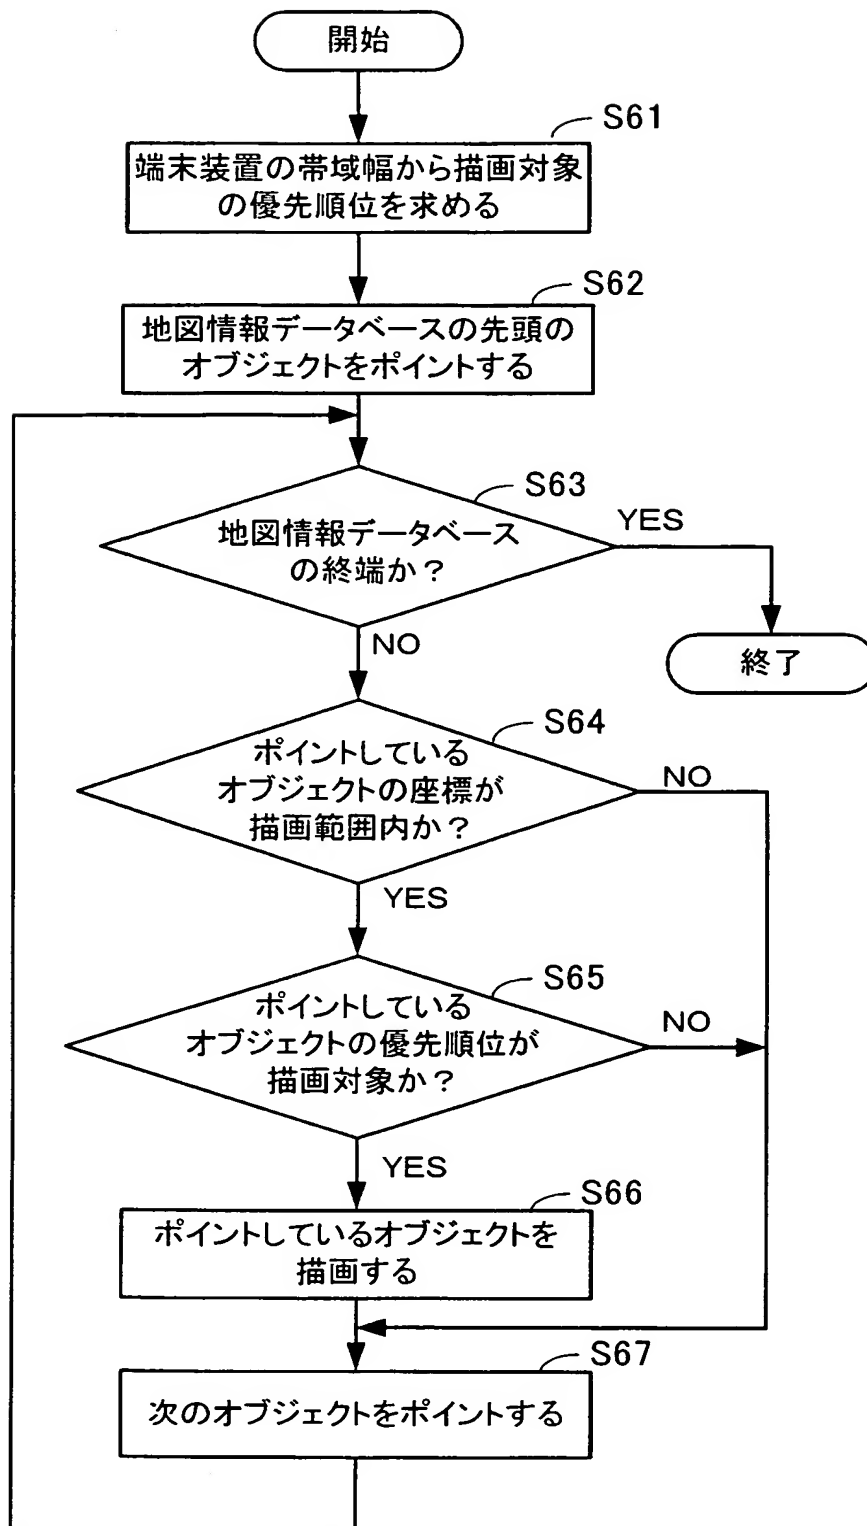 開始
S61
端末装置の帯域幅から描画対象
の優先順位を求める
S62
地図情報データベースの先頭の
オブジェクトをポイントする
S63
地図情報データベース
の終端か？
YES
NO
終了
S64
ポイントしている
オブジェクトの座標が
描画範囲内か？
NO
YES
S65
ポイントしている
オブジェクトの優先順位が
描画対象か？
NO
YES
S66
ポイントしているオブジェクトを
描画する
S67
次のオブジェクトをポイントする